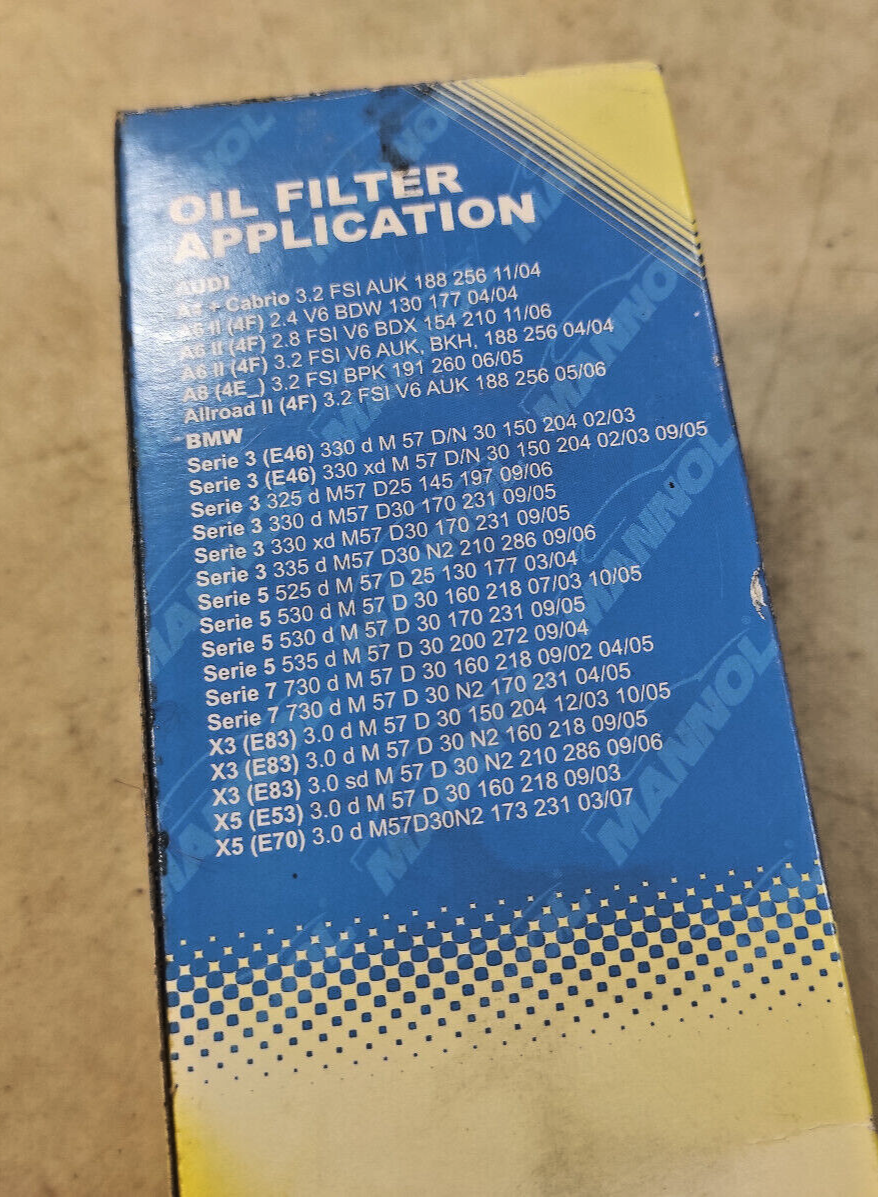 OIL FILTER
APPLICATION
AUDI
+ Cabrio 3.2 FSI AUK 188 256 11/04
A6 II (4F) 2.4 V6 BDW 130 177 04/04
A6 II (4F) 2.8 FSI V6 BDX 154 210 11/06
A6 II (4F) 3.2 FSI V6 AUK, BKH, 188 256 04/04
A8 (4E_) 3.2 FSI BPK 191 260 06/05
Allroad II (4F) 3.2 FSI V6 AUK 188 256 05/06
BMW
Serie 3 (E46) 330 d M 57 D/N 30 150 204 02/03
Serie 3 (E46) 330 xd M 57 D/N 30 150 204 02/03 09/05
Serie 3 325 d M57 D25 145 197 09/06
Serie 3 330 d M57 D30 170 231 09/05
Serie 3 330 xd M57 D30 170 231 09/05
Serie 3 335 d M57 D30 N2 210 286 09/06
Serie 5 525 d M 57 D 25 130 177 03/04
Serie 5 530 d M 57 D 30 160 218 07/03 10/05
Serie 5 530 d M 57 D 30 170 231 09/05
Serie 5 535 d M 57 D 30 200 272 09/04
Serie 7 730 d M 57 D 30 160 218 09/02 04/05
Serie 7 730 d M 57 D 30 N2 170 231 04/05
X3 (E83) 3.0 d M 57 D 30 150 204 12/03 10/05
X3 (E83) 3.0 d M 57 D 30 N2 160 218 09/05
X3 (E83) 3.0 sd M 57 D 30 N2 210 286 09/06
X5 (E53) 3.0 d M 57 D 30 160 218 09/03
X5 (E70) 3.0 d M57D30N2 173 231 03/07
MANNOL
MANNOL
MANNOL
MANNOL
MANNOL
MANNOL